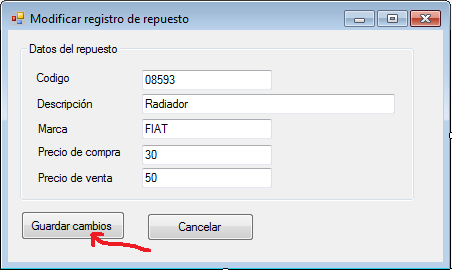 Modificar registro de repuesto
Datos del repuesto
Codigo 08593
Descripción Radiador
Marca FIAT
Precio de compra 30
Precio de venta 50
Guardar cambios Cancelar